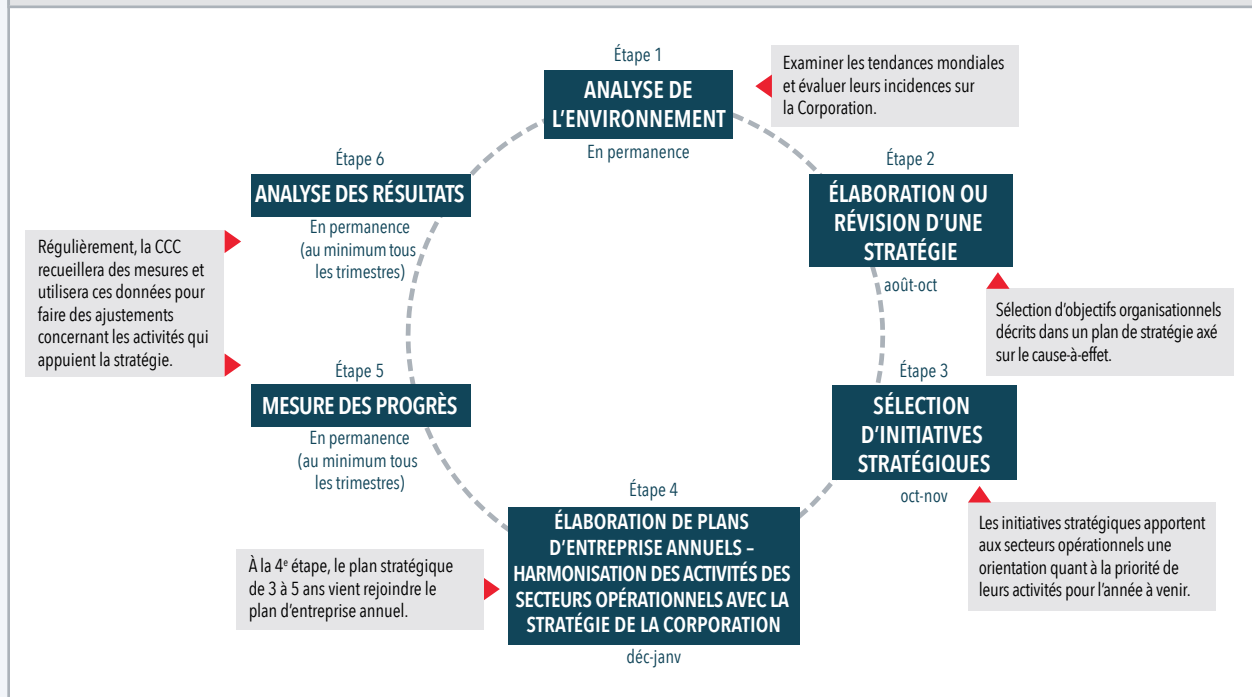 Étape 1
ANALYSE DE
L'ENVIRONNEMENT
En permanence
Examiner les tendances mondiales
et évaluer leurs incidences sur
la Corporation.
Étape 2
ÉLABORATION OU
RÉVISION D'UNE
STRATÉGIE
août-oct
Sélection d'objectifs organisationnels
décrits dans un plan de stratégie axé
sur le cause-à-effet.
Étape 3
SÉLECTION
D'INITIATIVES
STRATÉGIQUES
oct-nov
Les initiatives stratégiques apportent
aux secteurs opérationnels une
orientation quant à la priorité de
leurs activités pour l'année à venir.
Étape 4
ÉLABORATION DE PLANS
D'ENTREPRISE ANNUELS –
HARMONISATION DES ACTIVITÉS DES
SECTEURS OPÉRATIONNELS AVEC LA
STRATÉGIE DE LA CORPORATION
déc-janv
À la 4e étape, le plan stratégique
de 3 à 5 ans vient rejoindre le
plan d'entreprise annuel.
Étape 5
MESURE DES PROGRÈS
En permanence
(au minimum tous
les trimestres)
Étape 6
ANALYSE DES RÉSULTATS
En permanence
(au minimum tous
les trimestres)
Régulièrement, la CCC
recueillera des mesures et
utilisera ces données pour
faire des ajustements
concernant les activités qui
appuient la stratégie.